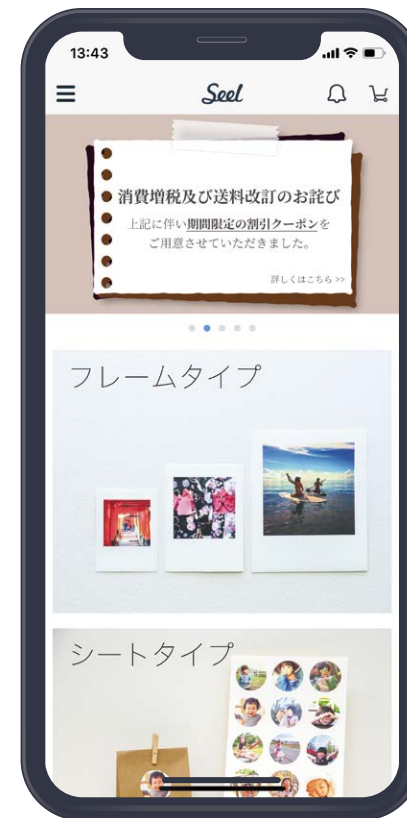 13:43
Seel
消費増税及び送料改訂のお詫び
上記に伴い期間限定の割引クーポンを
ご用意させていただきました。
詳しくはこちら >>
フレームタイプ
シートタイプ